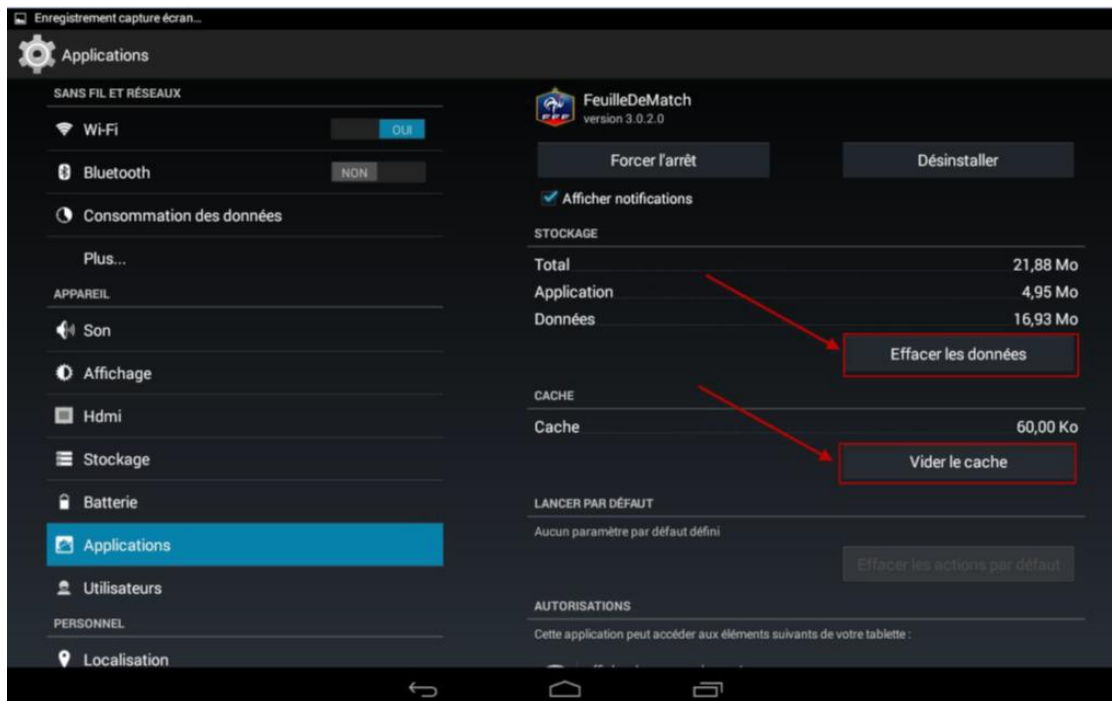 Enregistrement capture écran...
Applications
SANS FIL ET RÉSEAUX
Wi-Fi OUI
Bluetooth NON
Consommation des données
Plus...
APPAREIL
Son
Affichage
Hdmi
Stockage
Batterie
Applications
Utilisateurs
PERSONNEL
Localisation
FFF
FeuilleDeMatch
version 3.0.2.0
Forcer l'arrêt Désinstaller
Afficher notifications
STOCKAGE
Total 21,88 Mo
Application 4,95 Mo
Données 16,93 Mo
Effacer les données
CACHE
Cache 60,00 Ko
Vider le cache
LANCER PAR DÉFAUT
Aucun paramètre par défaut défini
Effacer les actions par défaut
AUTORISATIONS
Cette application peut accéder aux éléments suivants de votre tablette :